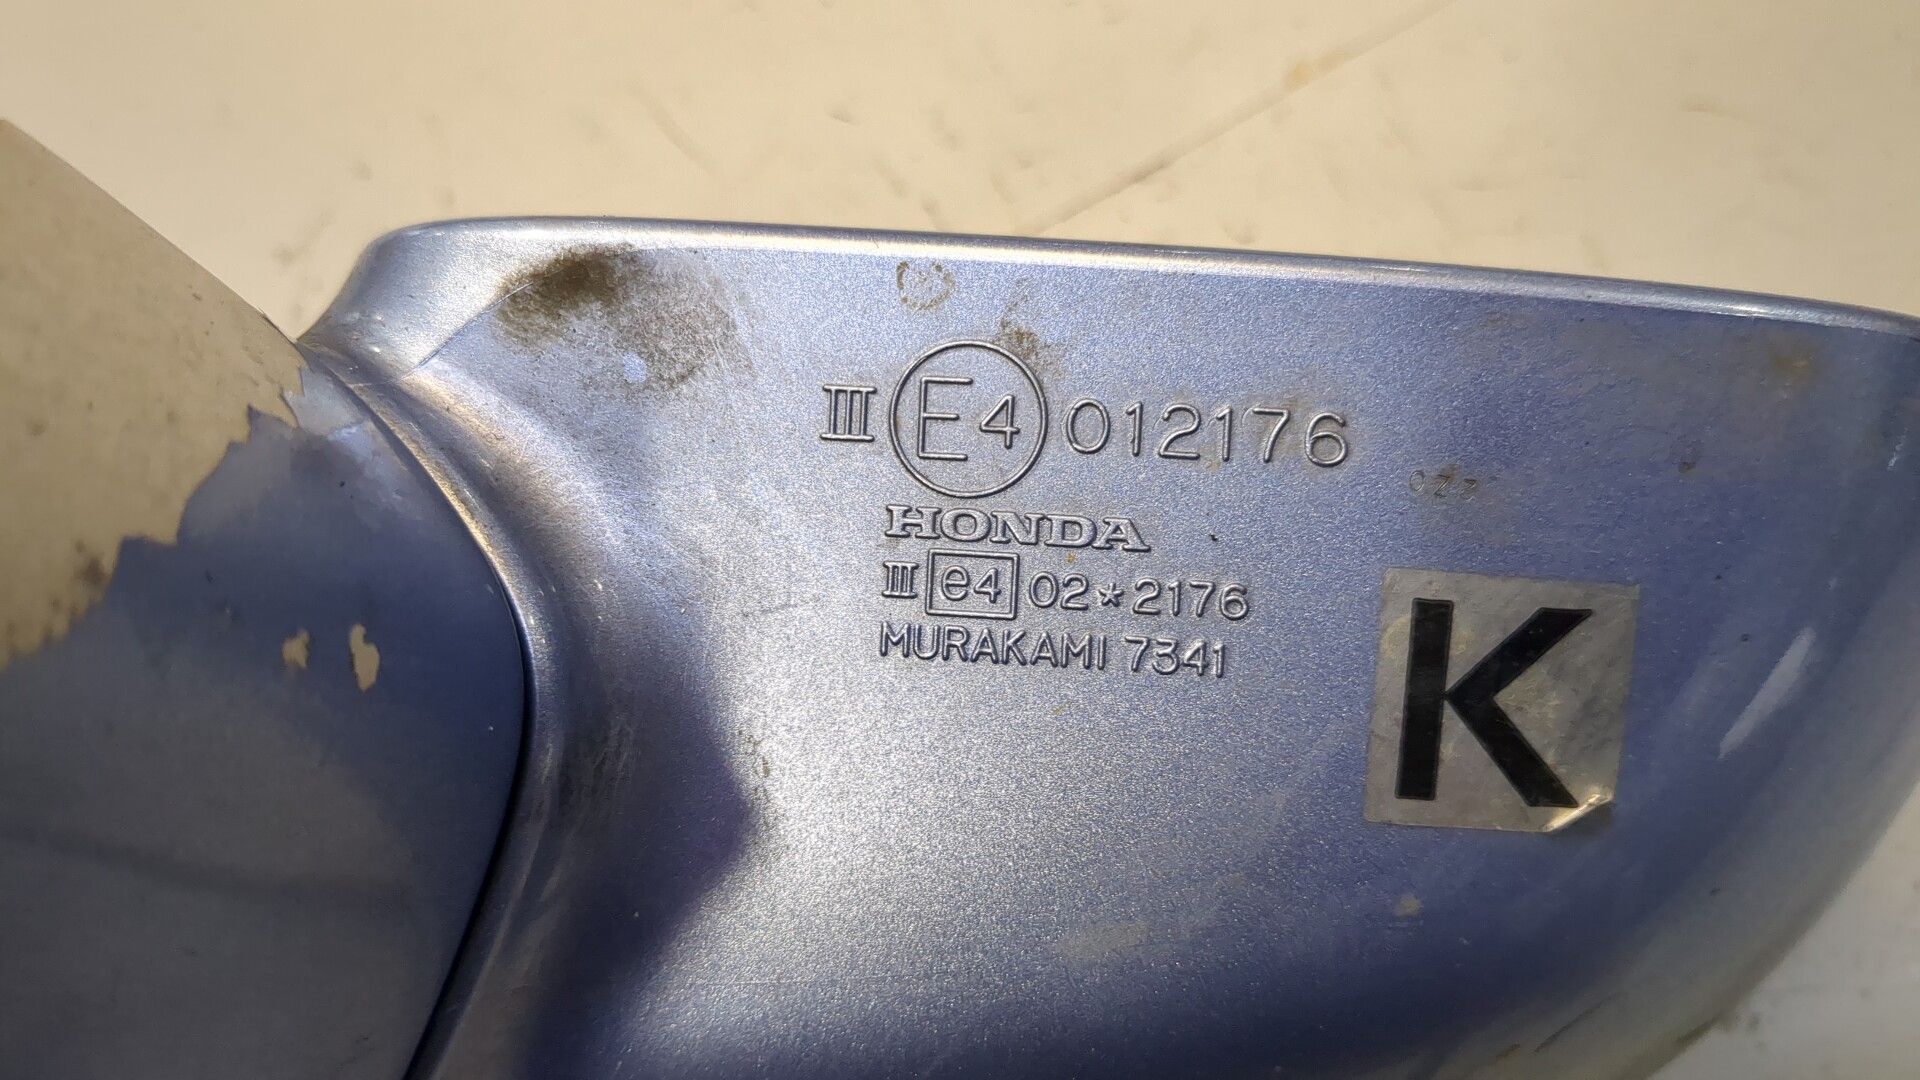 III E4 012176
HONDA
III e4 02*2176
MURAKAMI 7341
K